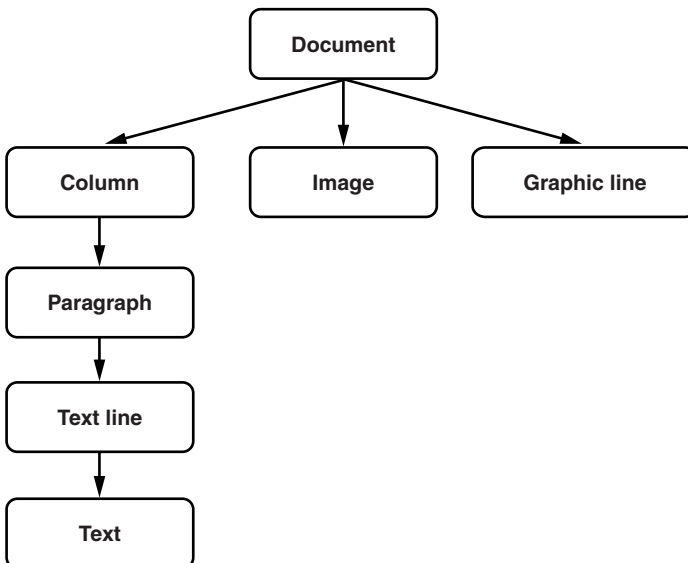 Document
Column
Image
Graphic line
Paragraph
Text line
Text